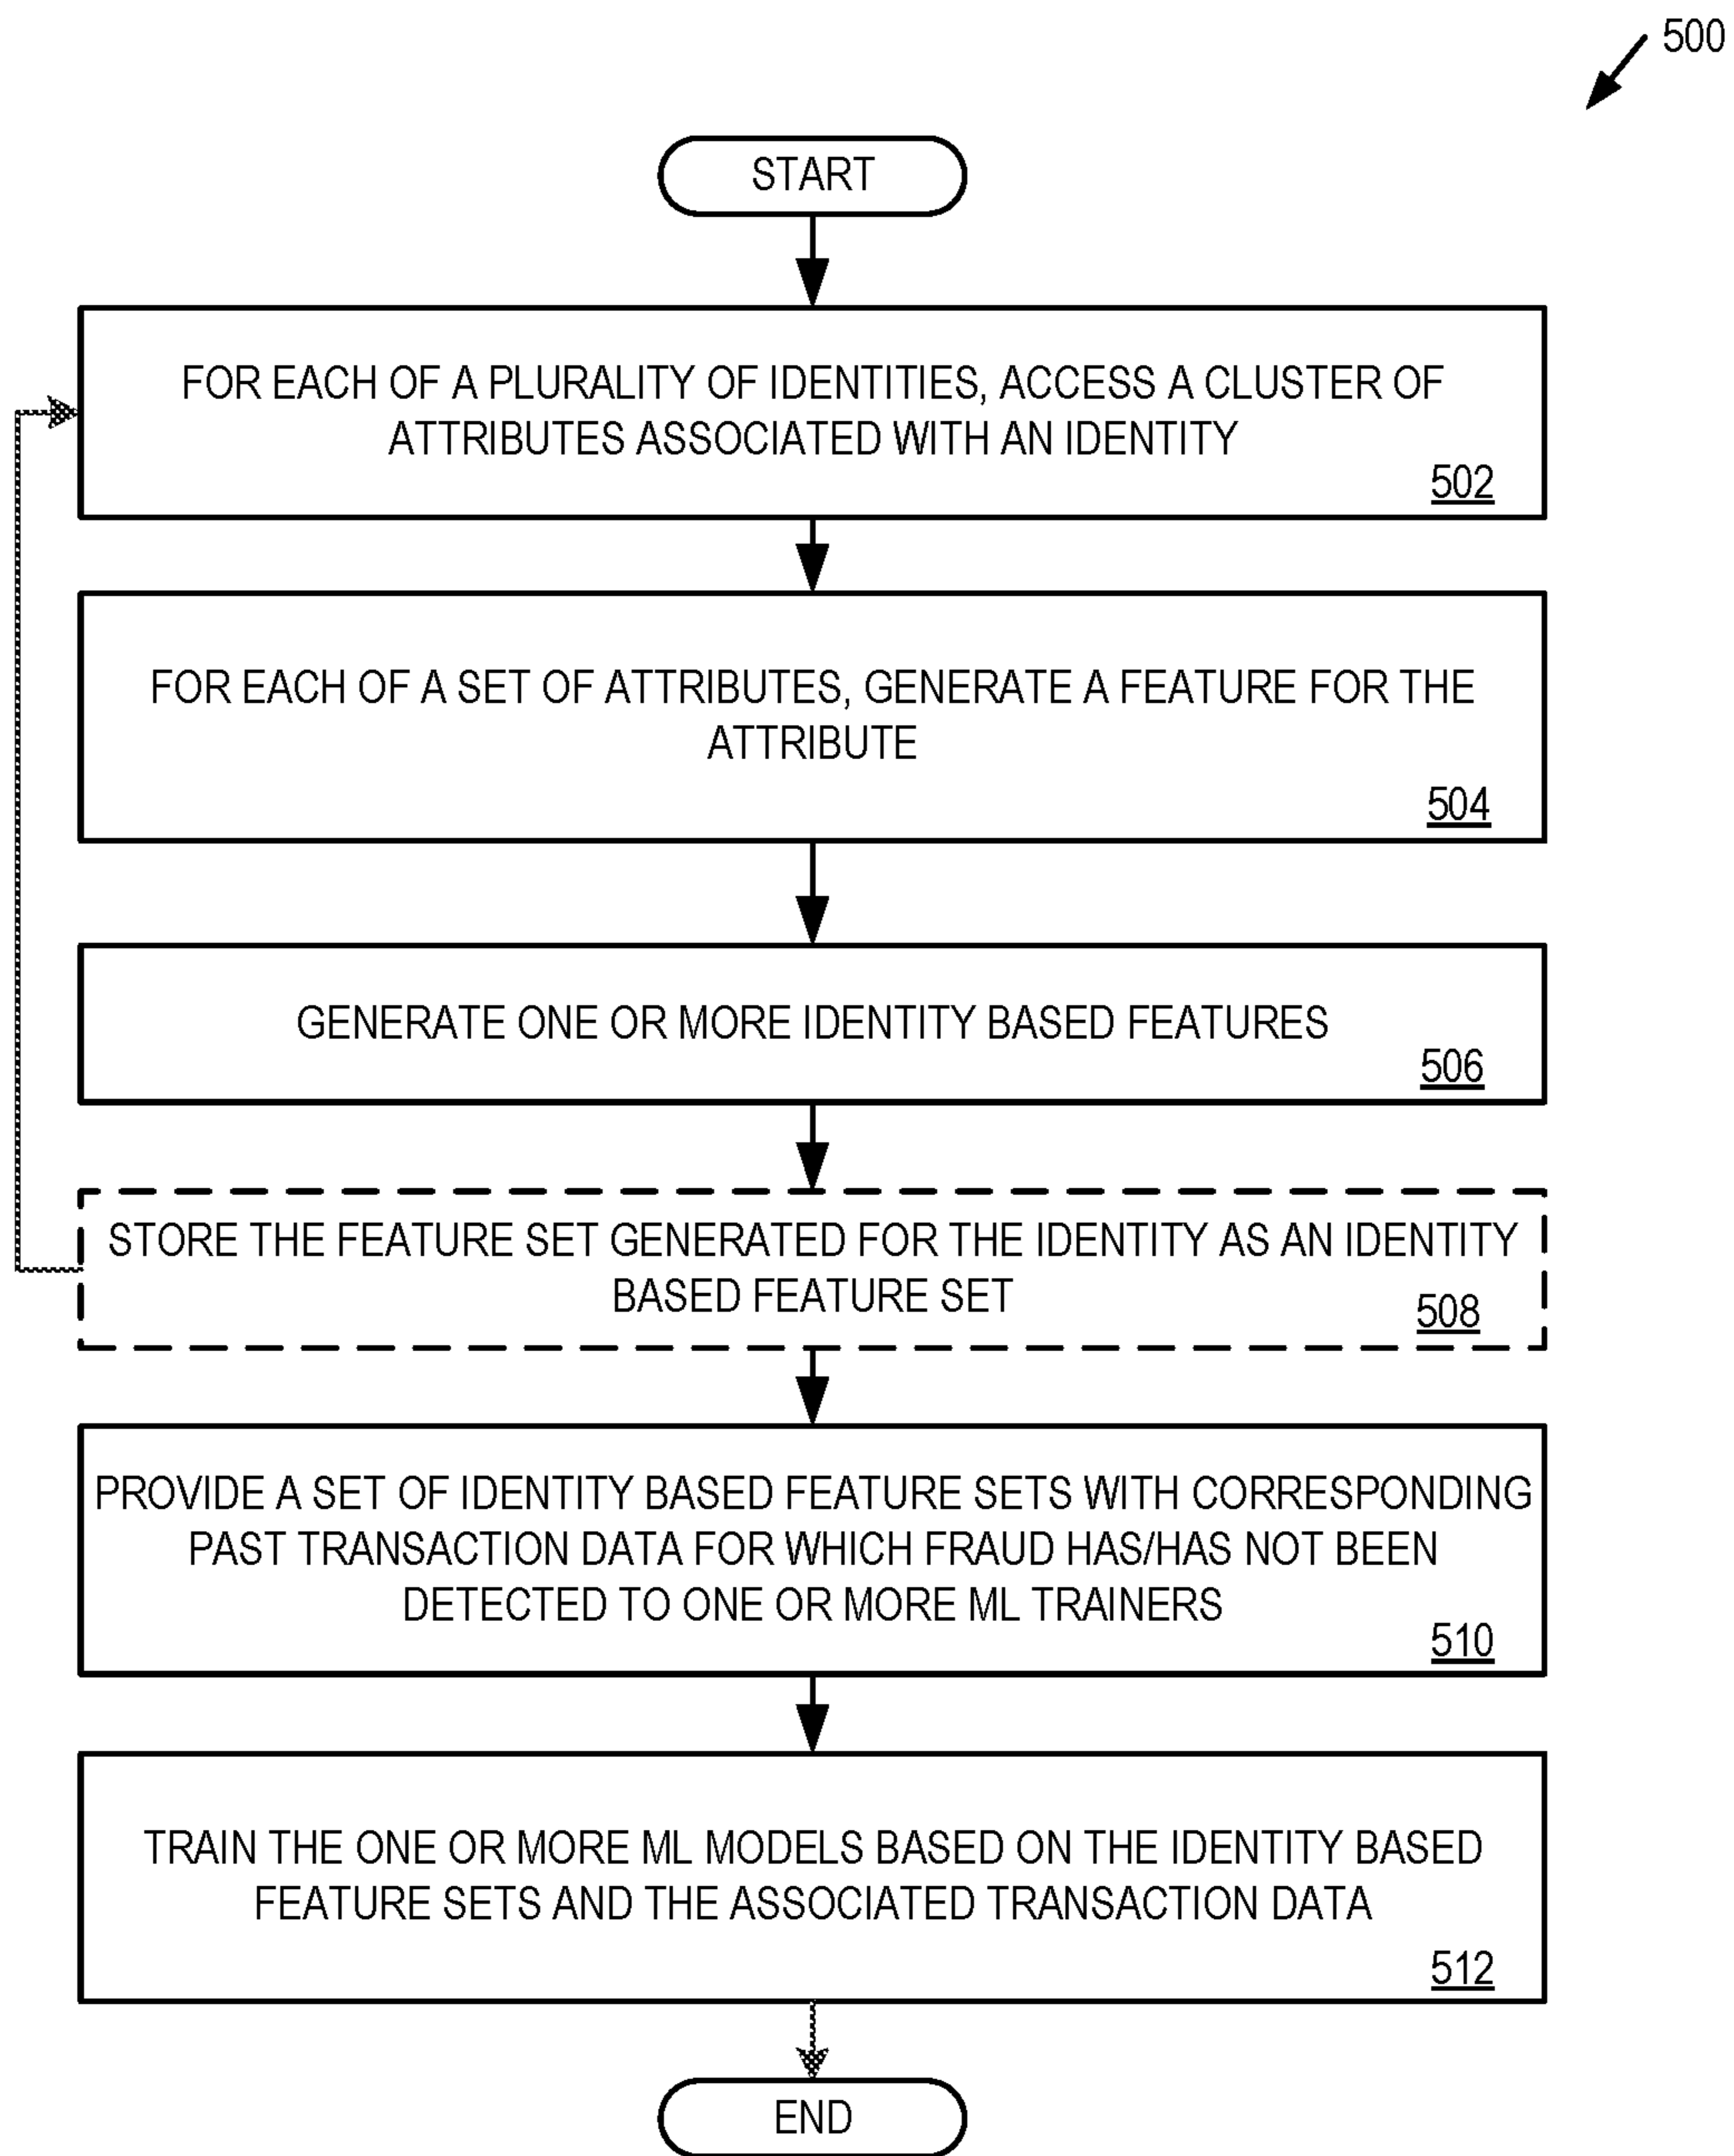 500
START
FOR EACH OF A PLURALITY OF IDENTITIES, ACCESS A CLUSTER OF
ATTRIBUTES ASSOCIATED WITH AN IDENTITY
502
FOR EACH OF A SET OF ATTRIBUTES, GENERATE A FEATURE FOR THE
ATTRIBUTE
504
GENERATE ONE OR MORE IDENTITY BASED FEATURES
506
STORE THE FEATURE SET GENERATED FOR THE IDENTITY AS AN IDENTITY
BASED FEATURE SET
508
PROVIDE A SET OF IDENTITY BASED FEATURE SETS WITH CORRESPONDING
PAST TRANSACTION DATA FOR WHICH FRAUD HAS/HAS NOT BEEN
DETECTED TO ONE OR MORE ML TRAINERS
510
TRAIN THE ONE OR MORE ML MODELS BASED ON THE IDENTITY BASED
FEATURE SETS AND THE ASSOCIATED TRANSACTION DATA
512
END